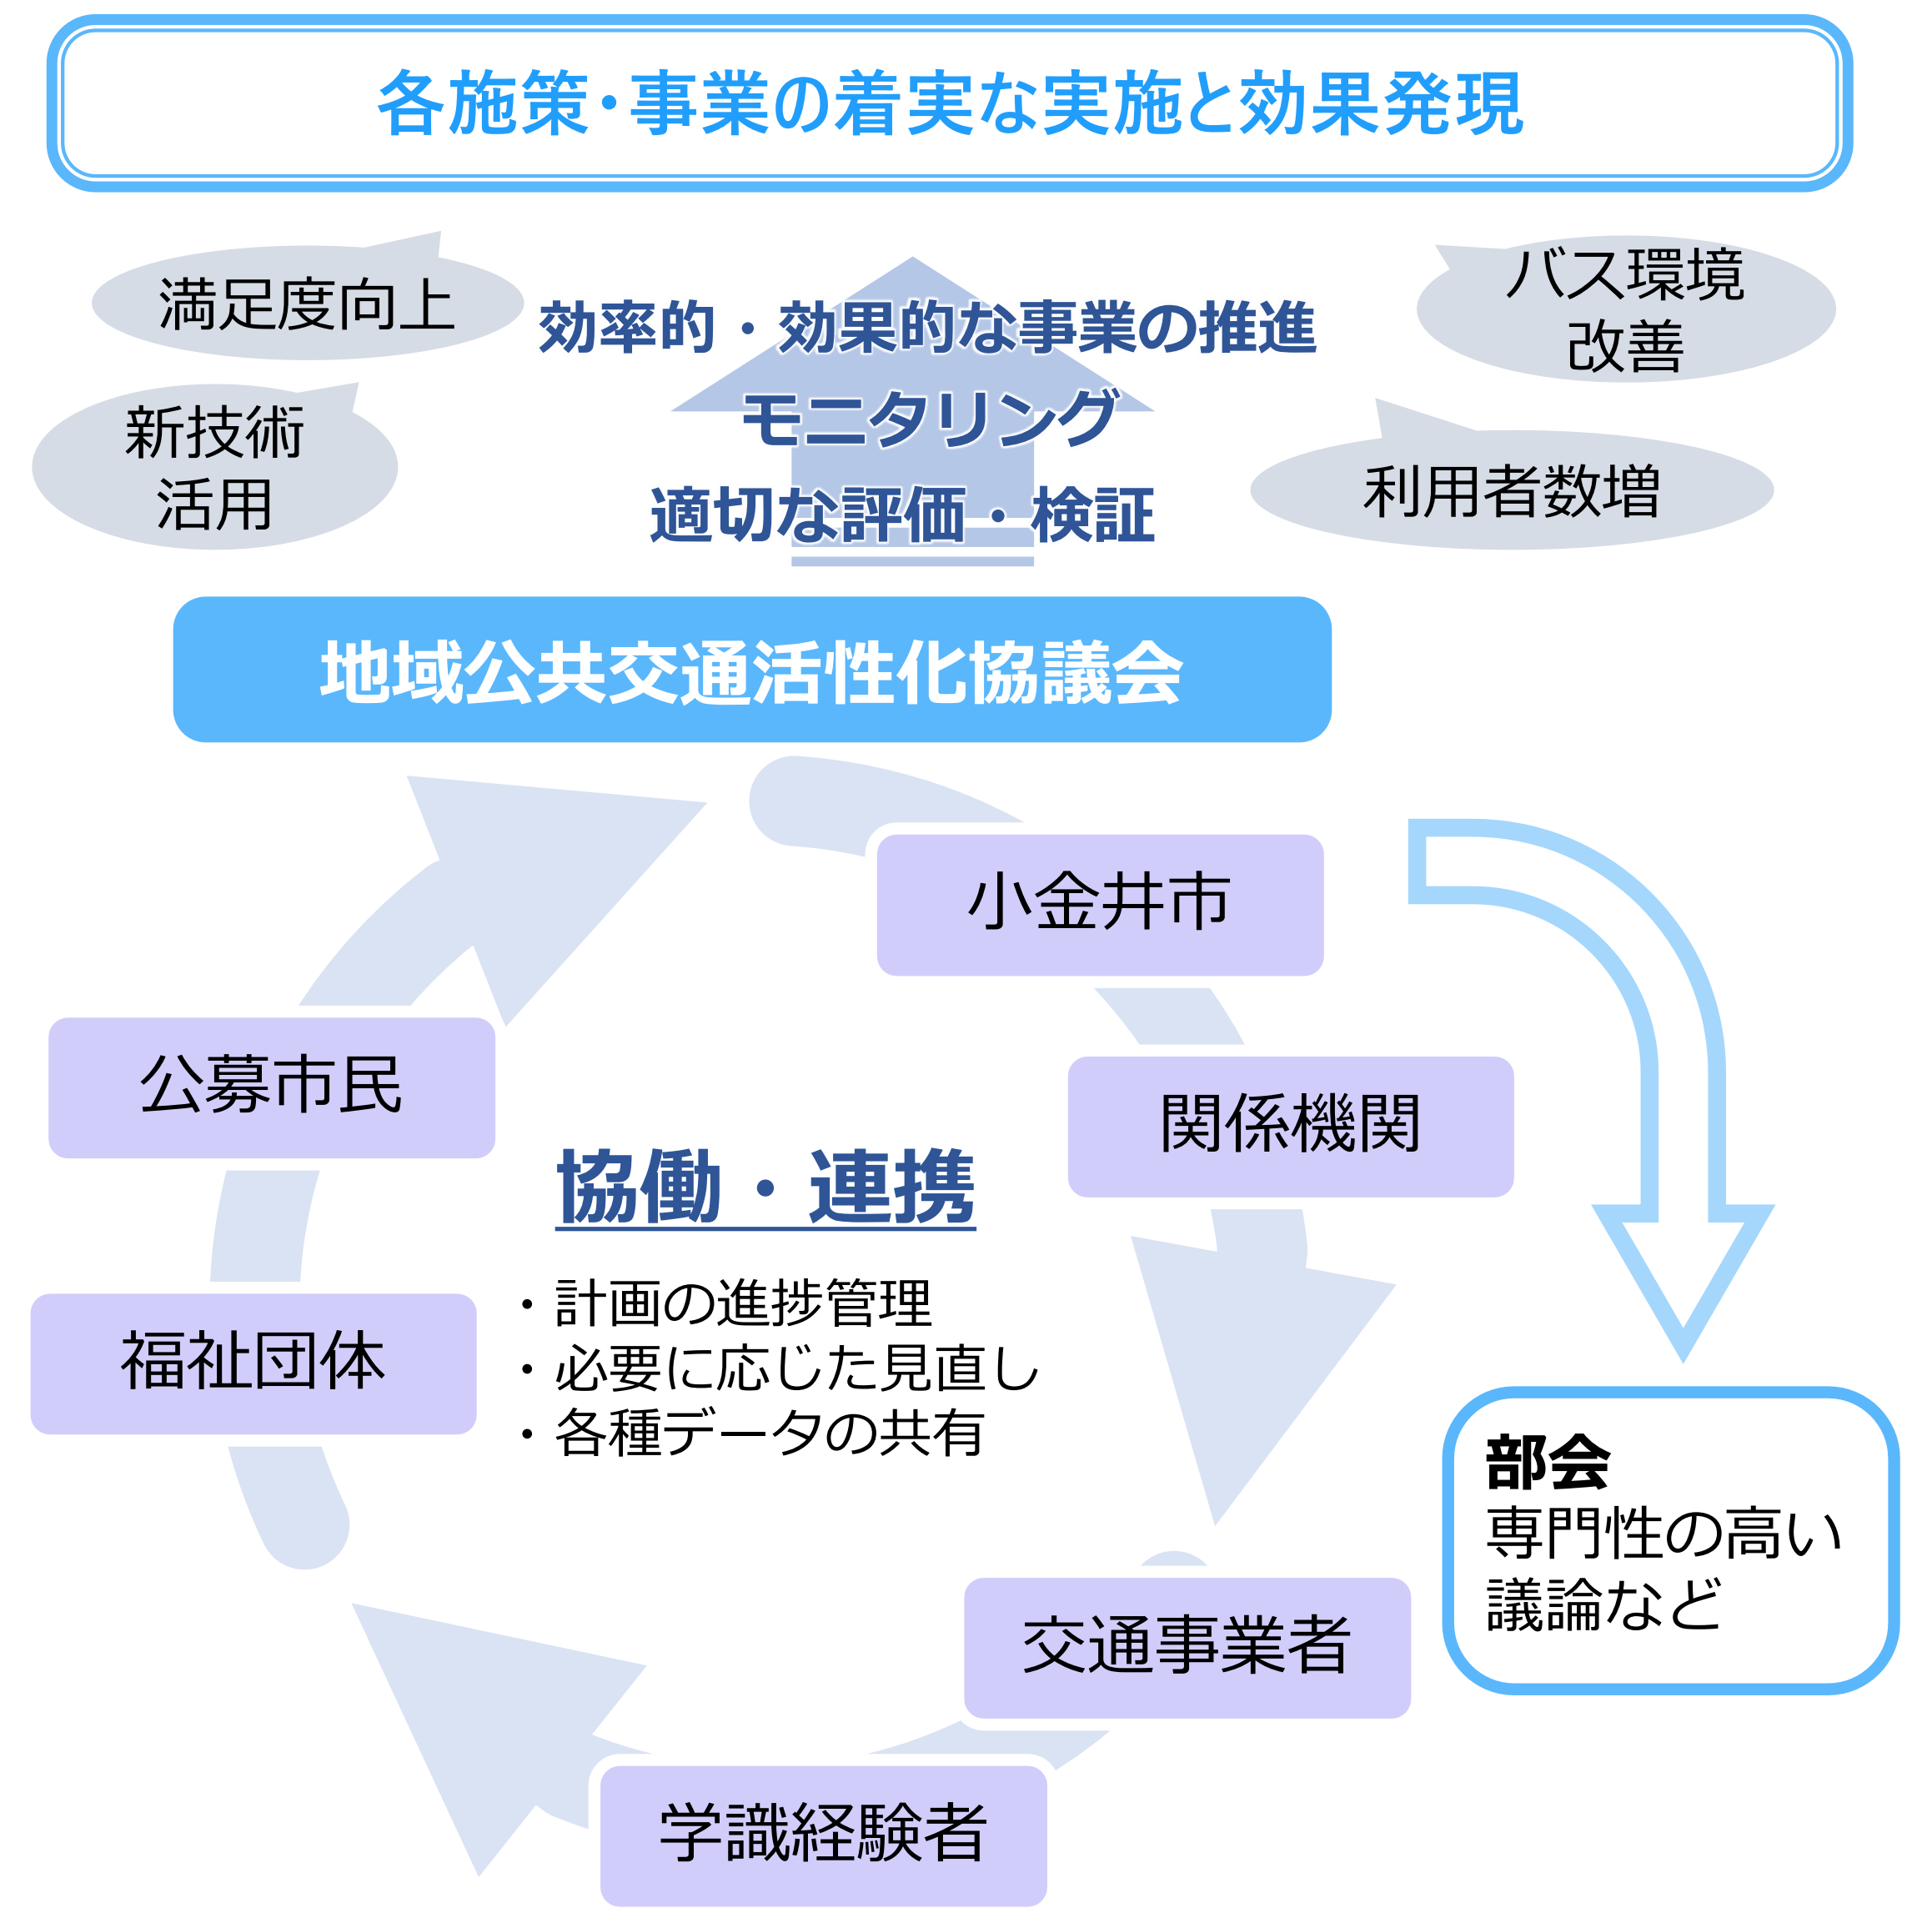 各施策・事業の着実な実施と効果発現
満足度向上
バス環境
改善
効率的・効果的な事業の推進
モニタリング
適切な評価・検証
新技術
活用
利用者数増
地域公共交通活性化協議会
小金井市
公募市民
関係機関
協働・連携
・計画の進捗管理
・必要に応じた見直し
・各種データの共有
福祉団体
部会
専門性の高い
議論など
交通事業者
学識経験者